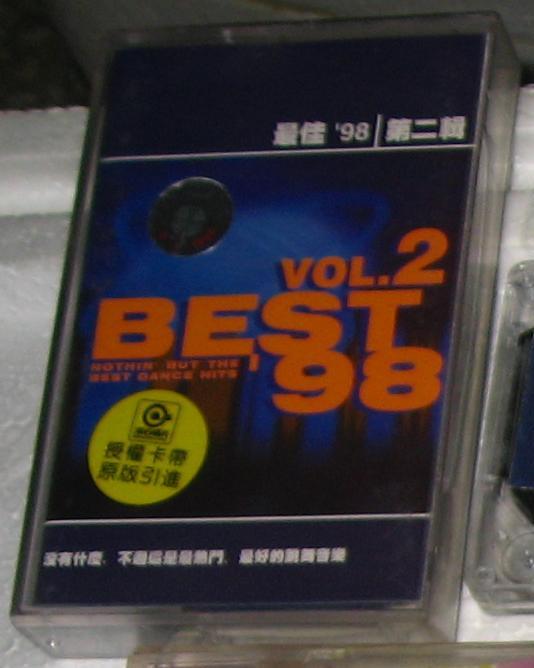 最佳 '98 第二輯
VOL.2
BEST
NOTHIN' BUT THE
BEST DANCE HITS
'98
授權卡帶
原版引進
沒有什麼, 不過這是最熱門, 最好的跳舞音樂